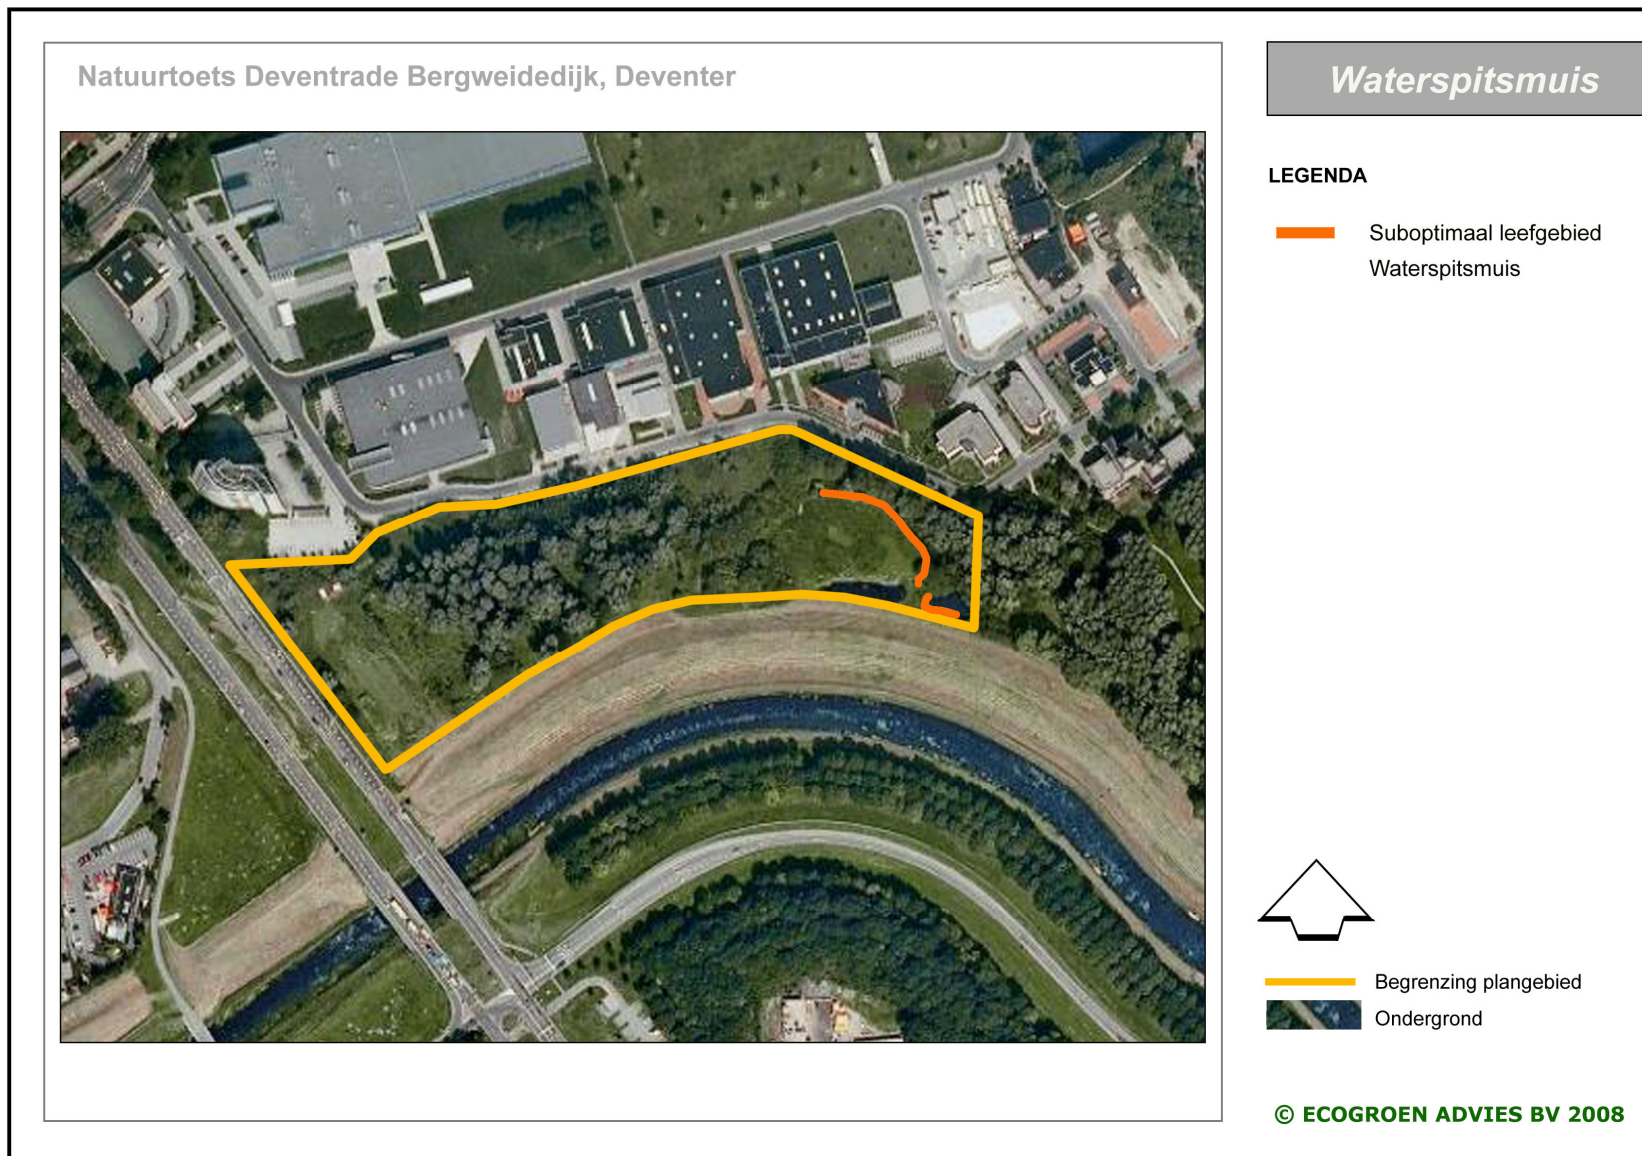 Natuurtoets Deventrade Bergweidedijk, Deventer
Waterspitsmuis
LEGENDA
Suboptimaal leefgebied
Waterspitsmuis
Begrenzing plangebied
Ondergrond
© ECOGROEN ADVIES BV 2008